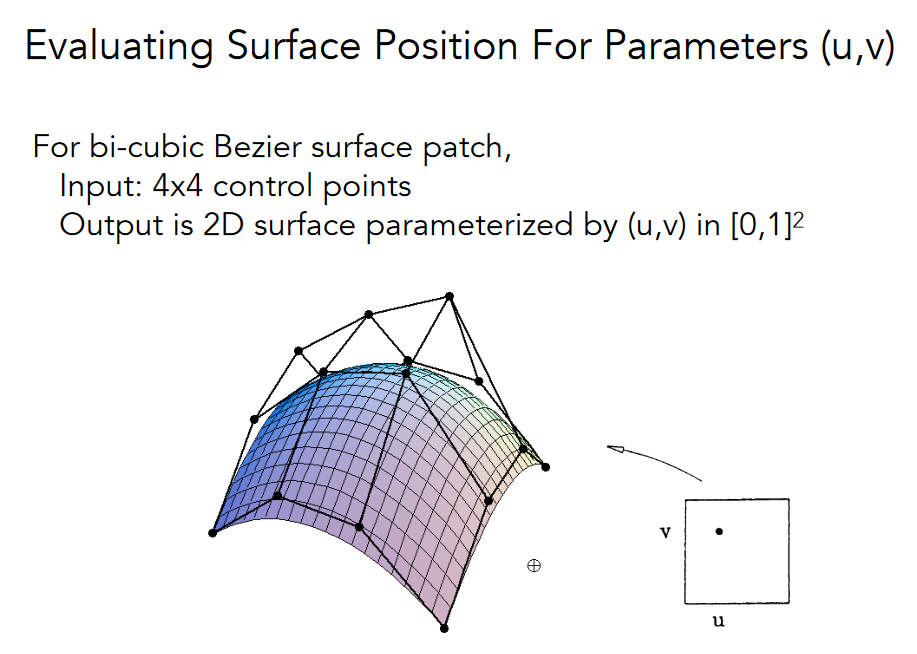 Evaluating Surface Position For Parameters (u,v)
For bi-cubic Bezier surface patch,
Input: 4x4 control points
Output is 2D surface parameterized by (u,v) in [0,1]²
v
u